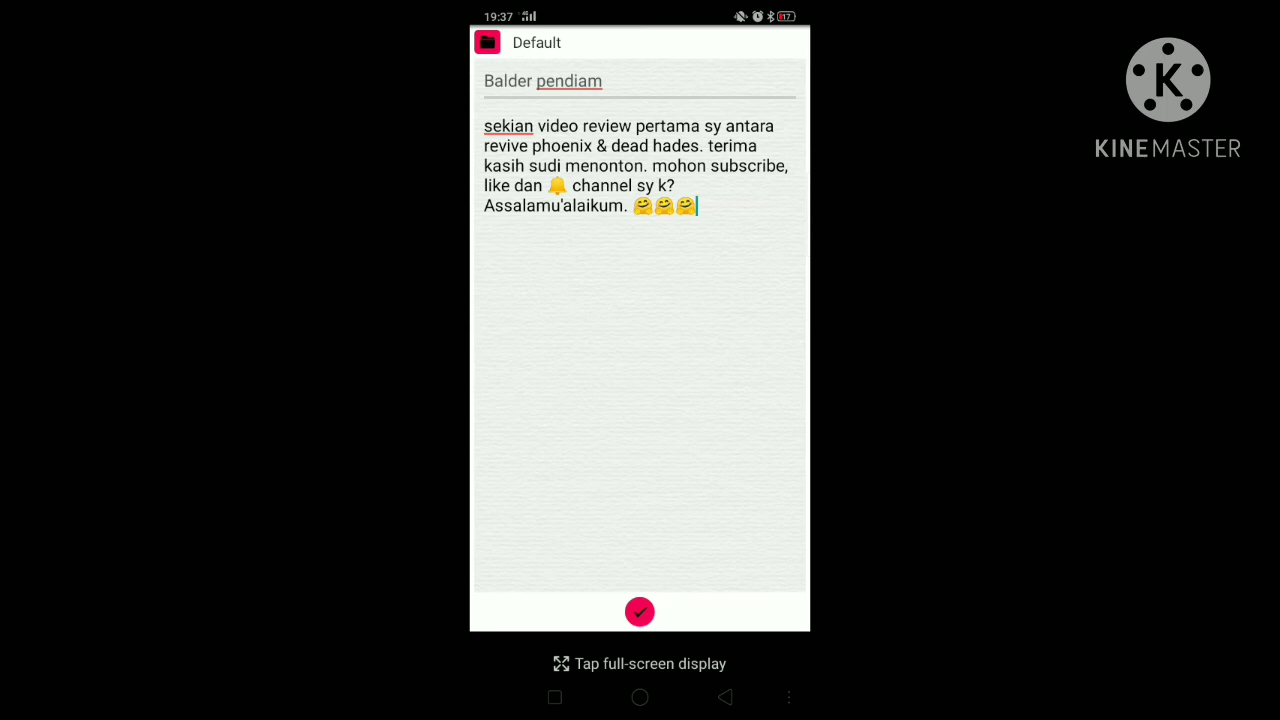 19:37
17
Default
Balder pendiam
sekian video review pertama sy antara
revive phoenix & dead hades. terima
kasih sudi menonton. mohon subscribe,
like dan 🔔 channel sy k?
Assalamu'alaikum. 🤗🤗🤗
Tap full-screen display
K
KINEMASTER